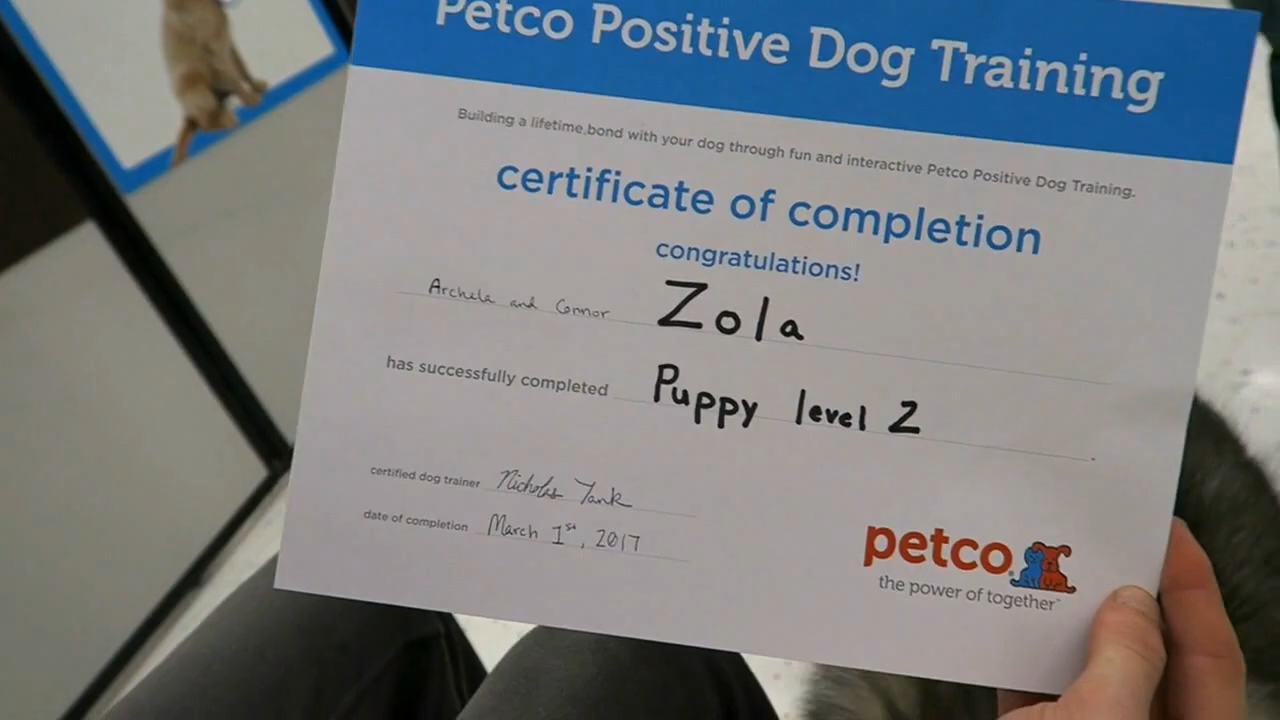 Petco Positive Dog Training
Building a lifetime bond with your dog through fun and interactive Petco Positive Dog Training.
certificate of completion
congratulations!
Archela and Connor Zola
has successfully completed Puppy level 2
certified dog trainer Nicholas Yank
date of completion March 1st, 2017
petco
the power of together